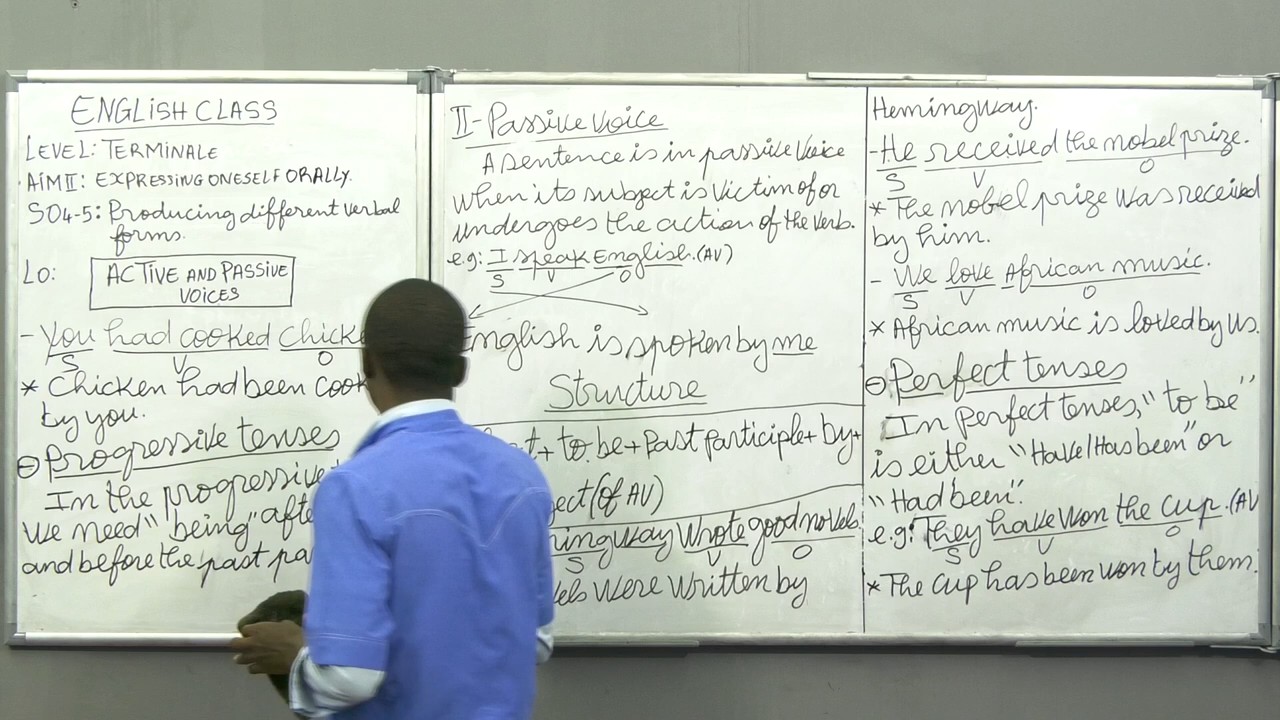 ENGLISH CLASS
LEVEL: TERMINALE
AIM II: EXPRESSING ONESELF ORALLY.
SO4-5: Producing different verbal
forms.
LO: ACTIVE AND PASSIVE
VOICES
- You had cooked
S V O
* Chicken had been
by you.
⊖ Progressive tenses
In the progressive
We need "being"
and before the past
II- Passive Voice
A sentence is in passive Voice
when its subject is victim of or
undergoes the action of the verb.
e.g: I speak English. (AV)
S V O
English is spoken by me
Structure
+ to be + Past participle + by +
(of AV)
Wrote good novels
S V O
were written by
Hemingway.
- He received the nobel prize.
S V O
* The nobel prize was received
by him.
- We love African music.
S V O
* African music is loved by us.
⊖ Perfect tenses
In Perfect tenses, "to be"
is either "Have/Has been" or
"Had been".
e.g: They have won the cup. (AV
S V O
* The cup has been won by them.